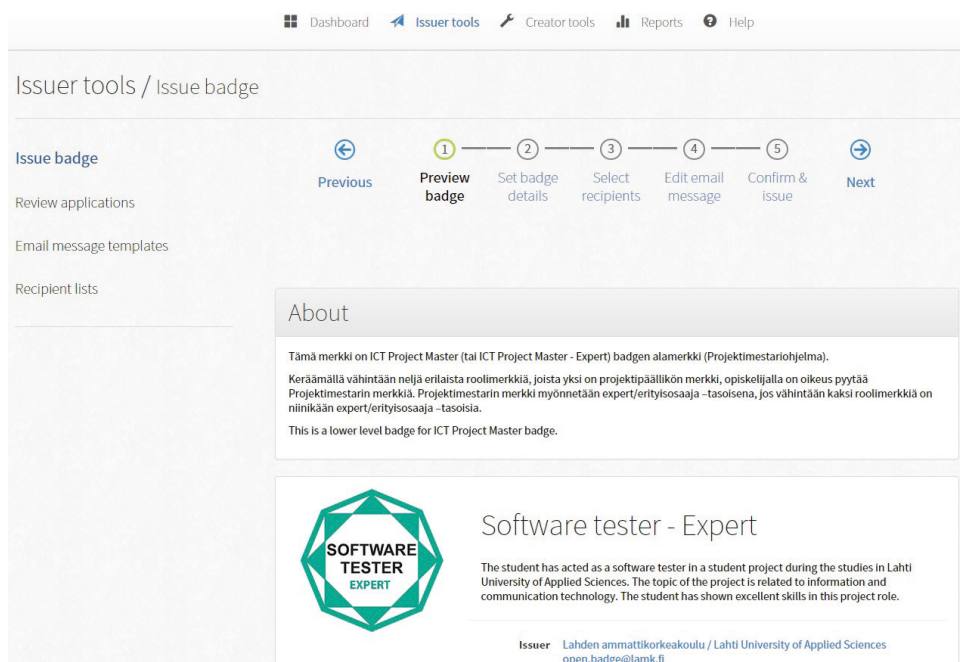 Dashboard Issuer tools Creator tools Reports Help
Issuer tools / Issue badge
Issue badge
Review applications
Email message templates
Recipient lists
Previous
1
Preview
badge
2
Set badge
details
3
Select
recipients
4
Edit email
message
5
Confirm &
issue
Next
About
Tämä merkki on ICT Project Master (tai ICT Project Master - Expert) badgen alamerkki (Projektimestariohjelma).
Keräämällä vähintään neljä erilaista roolimerkkiä, joista yksi on projektipäällikön merkki, opiskelijalla on oikeus pyytää
Projektimestarin merkkiä. Projektimestarin merkki myönnetään expert/erityisosaaja –tasoisena, jos vähintään kaksi roolimerkkiä on
niinikään expert/erityisosaaja –tasoisia.
This is a lower level badge for ICT Project Master badge.
SOFTWARE
TESTER
EXPERT
Software tester - Expert
The student has acted as a software tester in a student project during the studies in Lahti
University of Applied Sciences. The topic of the project is related to information and
communication technology. The student has shown excellent skills in this project role.
Issuer Lahden ammattikorkeakoulu / Lahti University of Applied Sciences
open.badge@lamk.fi